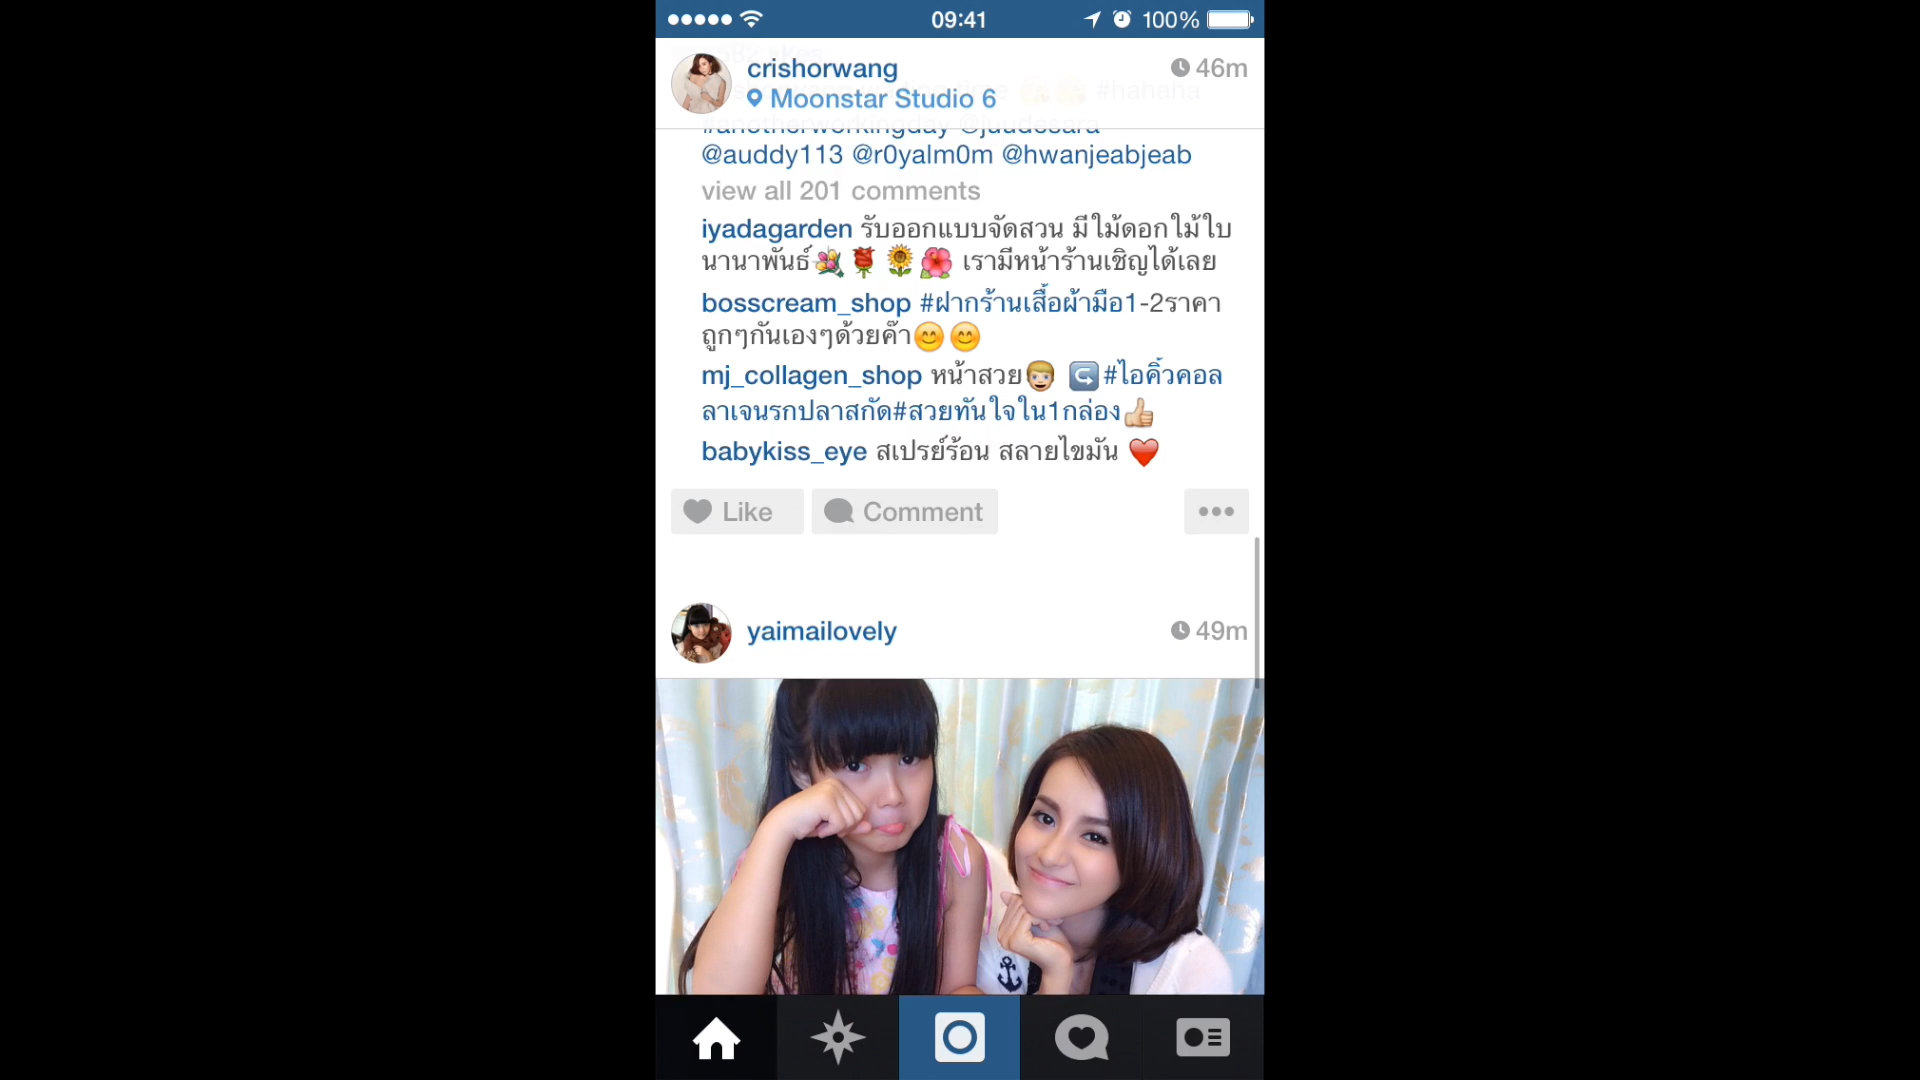 09:41 100%
crishorwang 46m
Moonstar Studio 6 #hahaha
#anotherworkingday @juudesara
@auddy113 @r0yalm0m @hwanjeabjeab
view all 201 comments
iyadagarden รับออกแบบจัดสวน มีไม้ดอกไม้ใบ
นานาพันธ์💐🌹🌻🌺 เรามีหน้าร้านเชิญได้เลย
bosscream_shop #ฝากร้านเสื้อผ้ามือ1-2ราคา
ถูกๆกันเองๆด้วยค๊า😊😊
mj_collagen_shop หน้าสวย👱 ↪️#ไอคิ้วคอล
ลาเจนรกปลาสกัด#สวยทันใจใน1กล่อง👍
babykiss_eye สเปรย์ร้อน สลายไขมัน ❤️
Like Comment
yaimailovely 49m